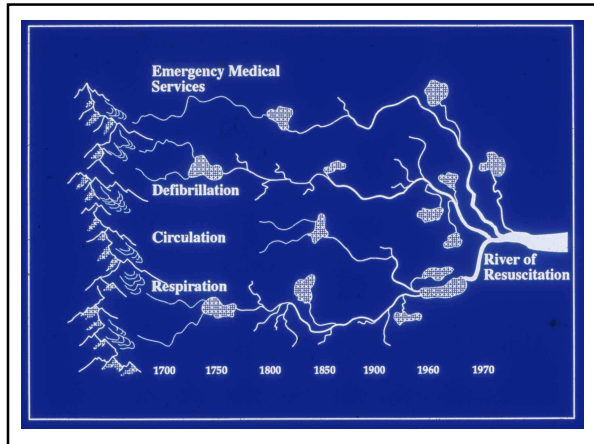 Emergency Medical
Services
Defibrillation
Circulation
River of
Resuscitation
Respiration
1700 1750 1800 1850 1900 1960 1970